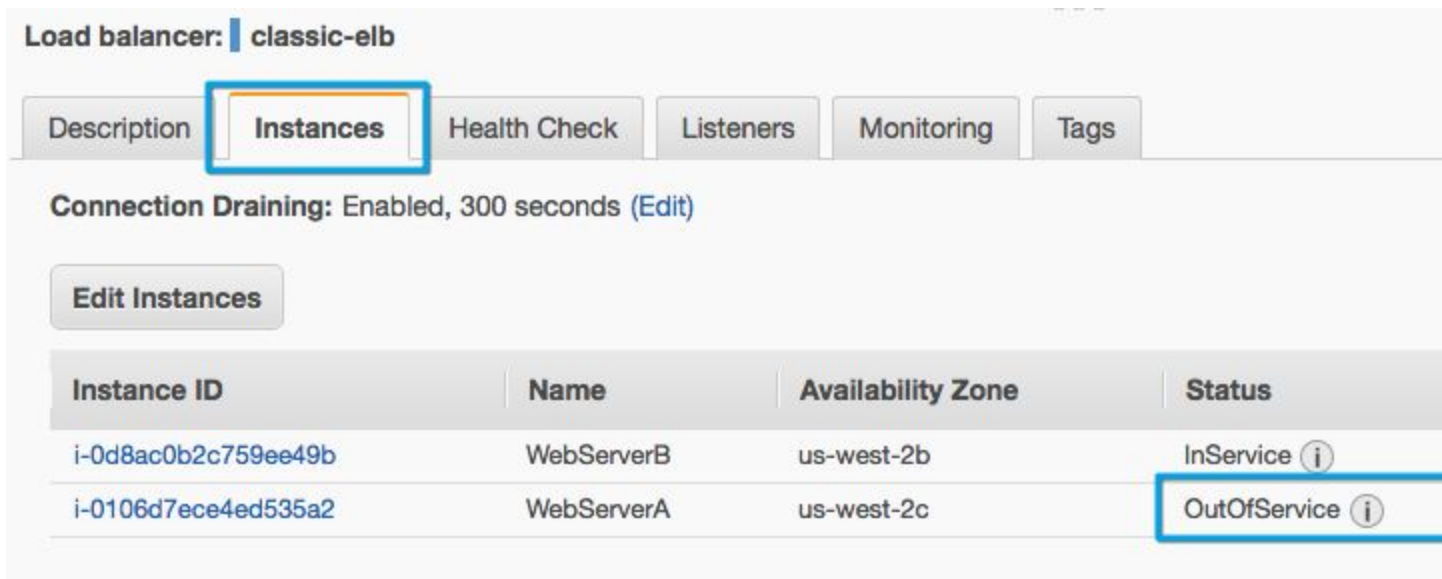 Load balancer: classic-elb
Description Instances Health Check Listeners Monitoring Tags
Connection Draining: Enabled, 300 seconds (Edit)
Edit Instances
Instance ID Name Availability Zone Status
i-0d8ac0b2c759ee49b WebServerB us-west-2b InService i
i-0106d7ece4ed535a2 WebServerA us-west-2c OutOfService i